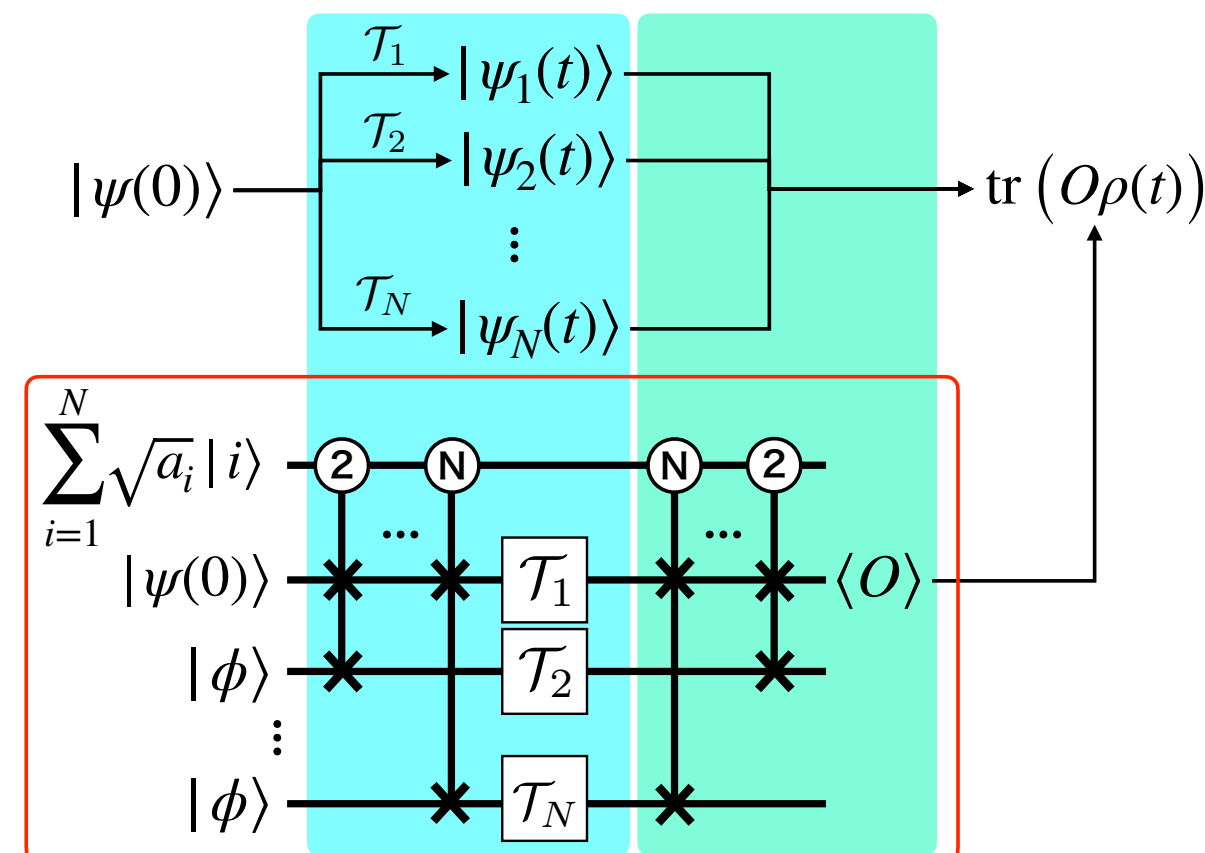 𝒯₁
|ψ₁(t)⟩
𝒯₂
|ψ₂(t)⟩
|ψ(0)⟩
tr (Oρ(t))
⋮
𝒯_N
|ψ_N(t)⟩
∑_{i=1}^{N} √a_i |i⟩
2 N N 2
... ...
|ψ(0)⟩ 𝒯₁ ⟨O⟩
|ϕ⟩ 𝒯₂
⋮
|ϕ⟩ 𝒯_N